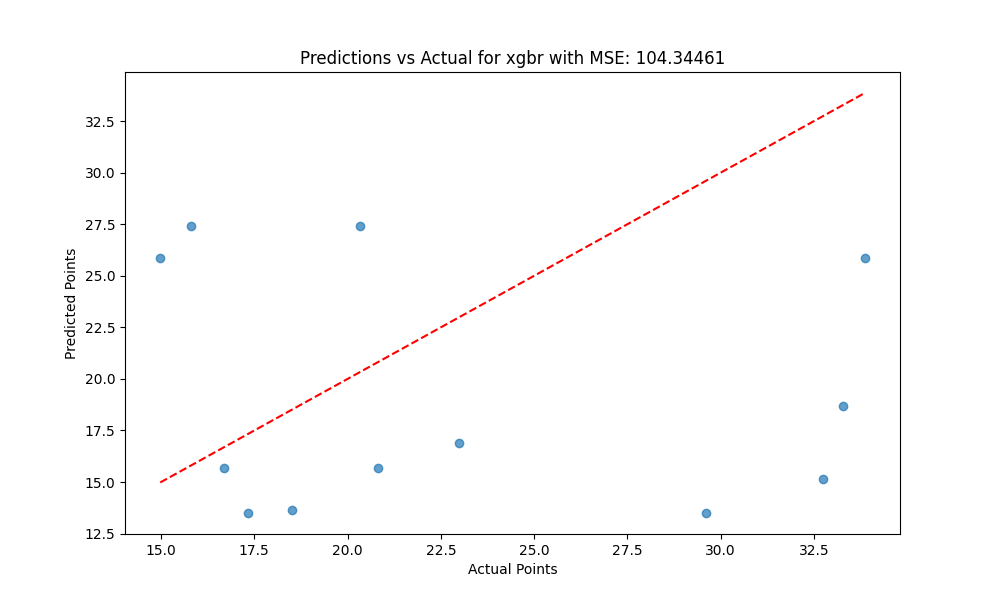 Predictions vs Actual for xgbr with MSE: 104.34461
32.5
30.0
27.5
25.0
22.5
20.0
17.5
15.0
12.5
Predicted Points
15.0 17.5 20.0 22.5 25.0 27.5 30.0 32.5
Actual Points